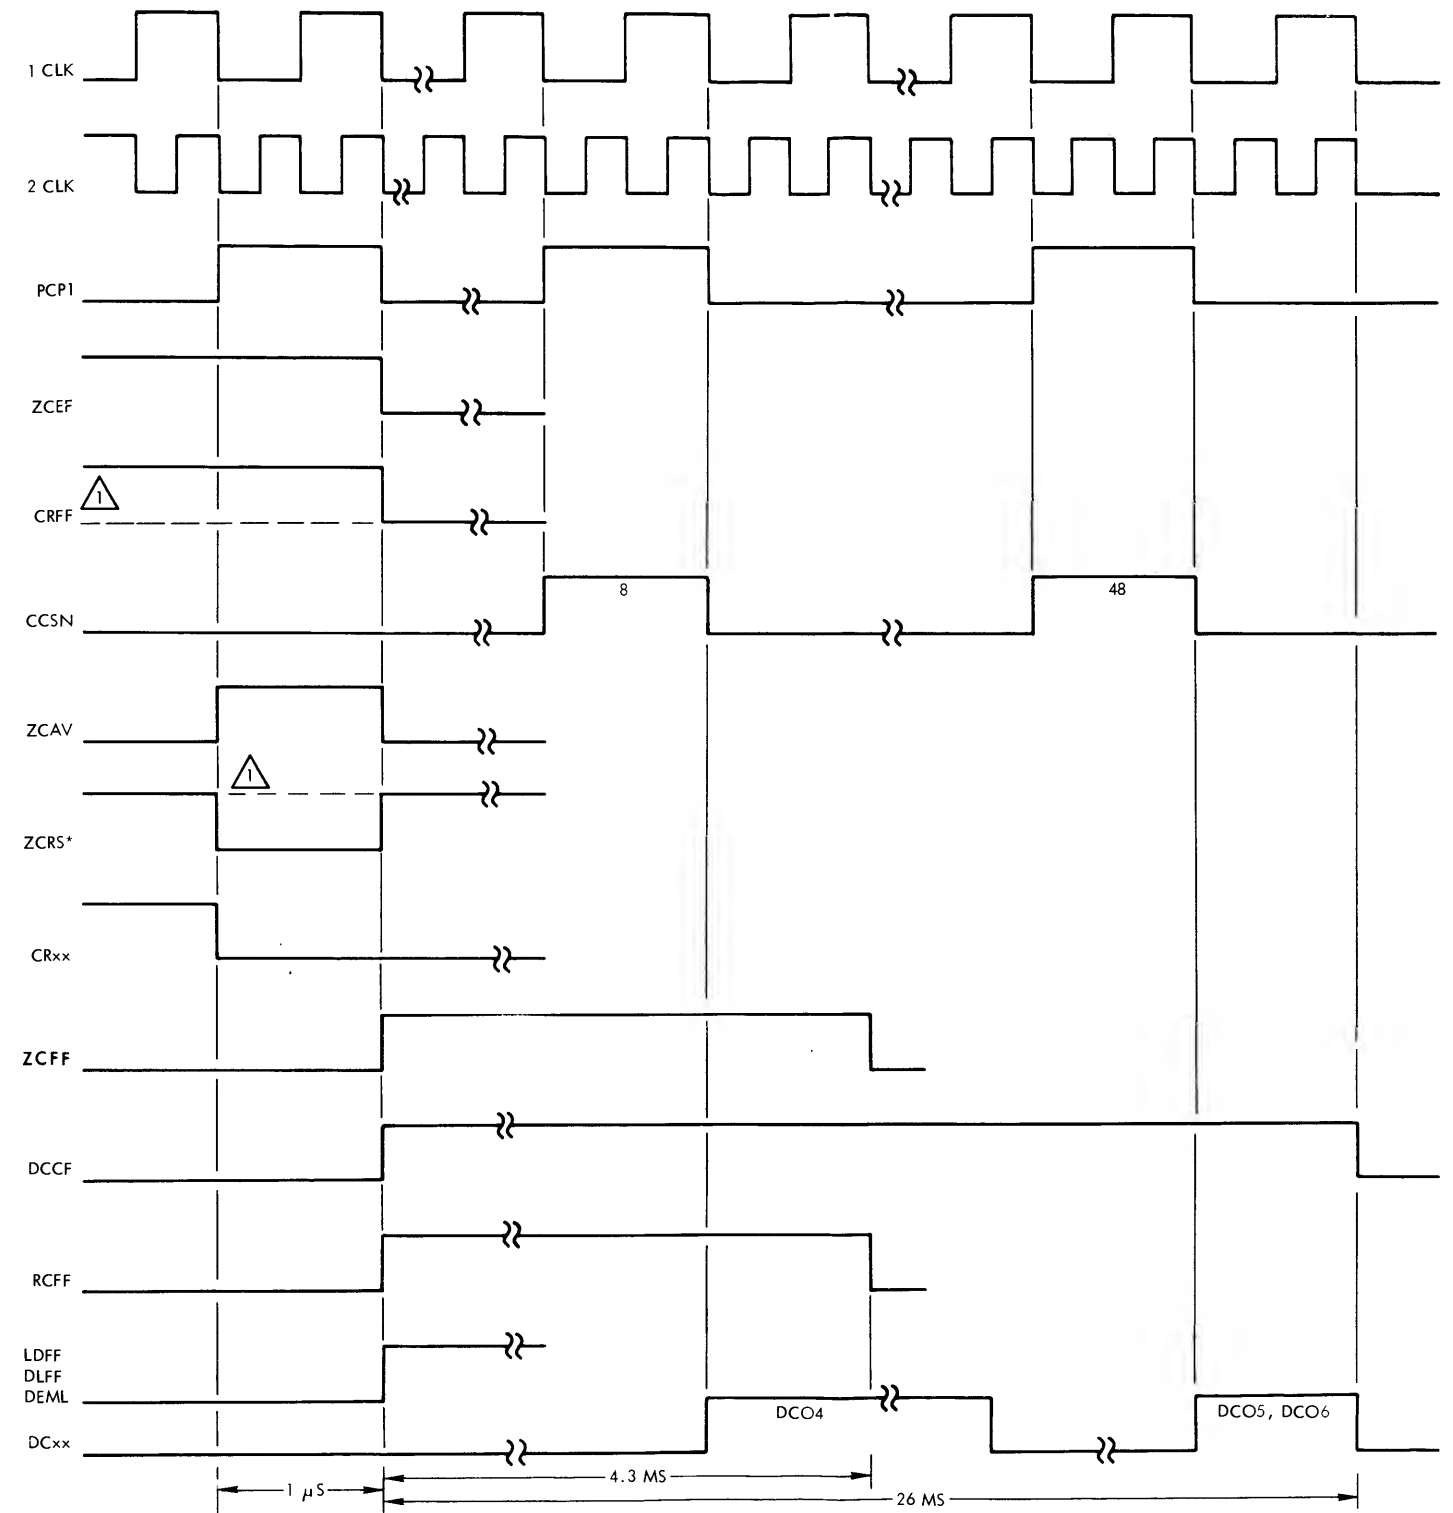 1 CLK
2 CLK
PCP1
ZCEF
1
CRFF
8
48
CCSN
ZCAV
1
ZCRS*
CRxx
ZCFF
DCCF
RCFF
LDFF
DLFF
DEML
DCO4
DCO5, DCO6
DCxx
4.3 MS
1 μS
26 MS